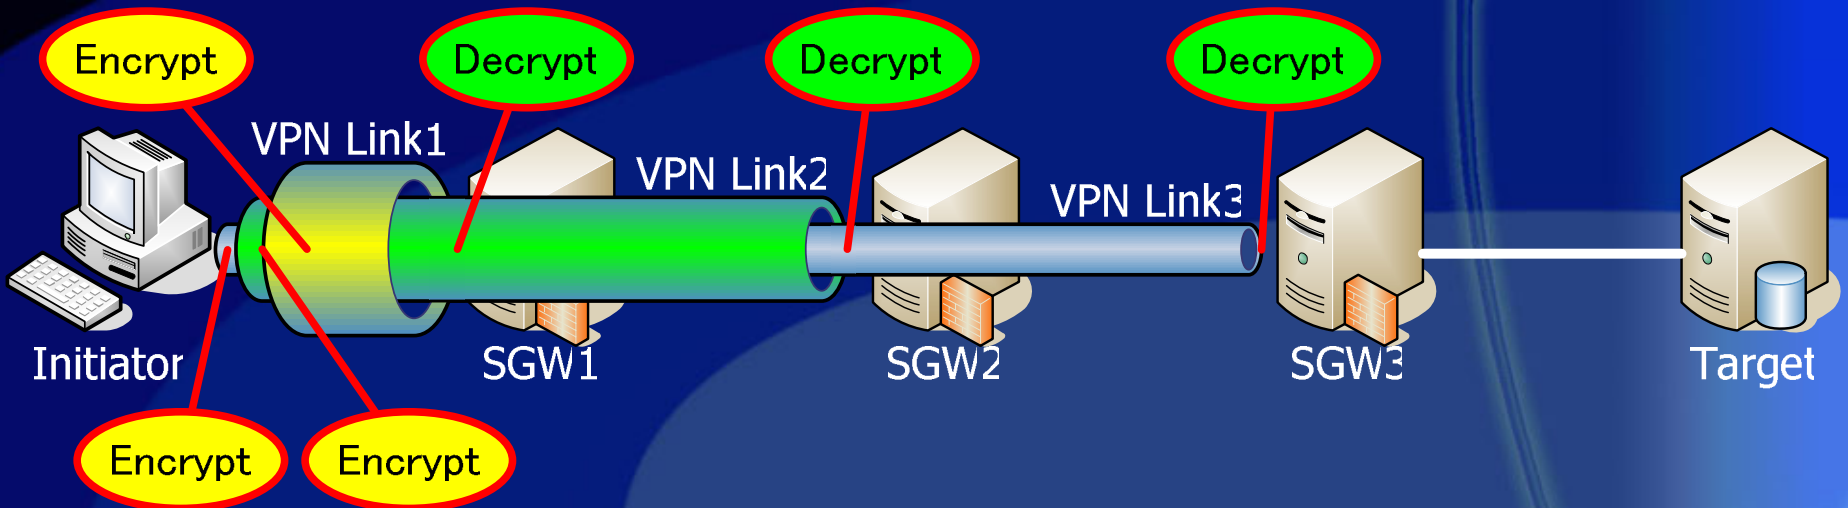 Encrypt
Decrypt
Decrypt
Decrypt
VPN Link1
VPN Link2
VPN Link3
Initiator
SGW1
SGW2
SGW3
Target
Encrypt
Encrypt